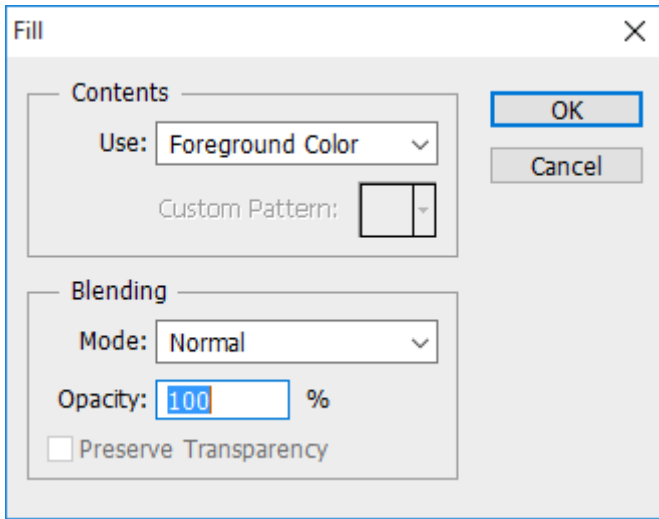 Fill
Contents
Use: Foreground Color
Custom Pattern:
OK
Cancel
Blending
Mode: Normal
Opacity: 100 %
Preserve Transparency